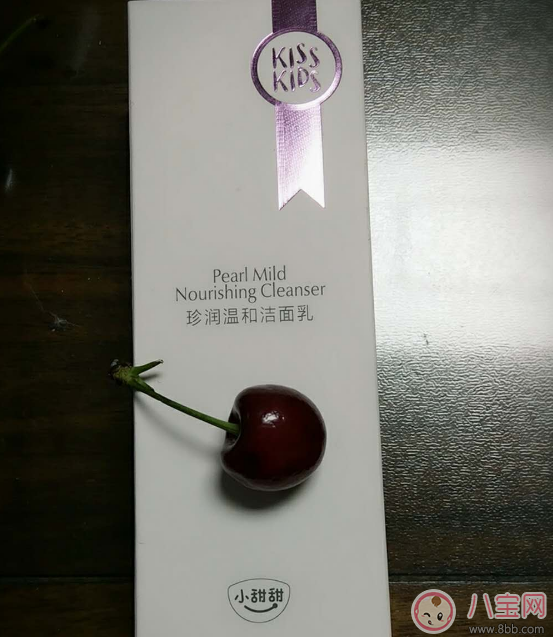 KISS
KIDS
Pearl Mild
Nourishing Cleanser
珍润温和洁面乳
小甜甜
八宝网
www.8bb.com